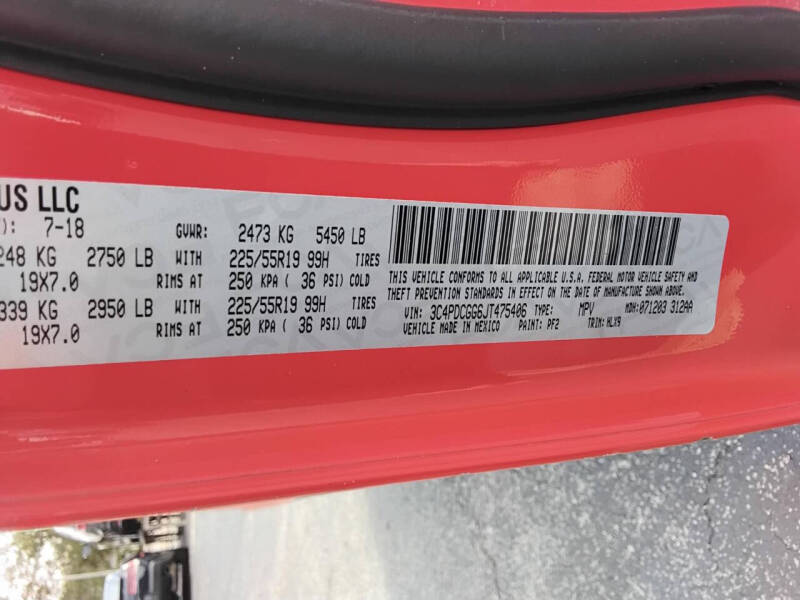 US LLC
): 7-18 GVWR: 2473 KG 5450 LB
248 KG 2750 LB WITH 225/55R19 99H TIRES
19X7.0 RIMS AT 250 KPA ( 36 PSI) COLD
339 KG 2950 LB WITH 225/55R19 99H TIRES
19X7.0 RIMS AT 250 KPA ( 36 PSI) COLD
THIS VEHICLE CONFORMS TO ALL APPLICABLE U.S.A. FEDERAL MOTOR VEHICLE SAFETY AND
THEFT PREVENTION STANDARDS IN EFFECT ON THE DATE OF MANUFACTURE SHOWN ABOVE.
VIN: 3C4PDCGG6JT475406 TYPE: MPV MDH: 071203 312AA
VEHICLE MADE IN MEXICO PAINT: PF2 TRIM: HLX9